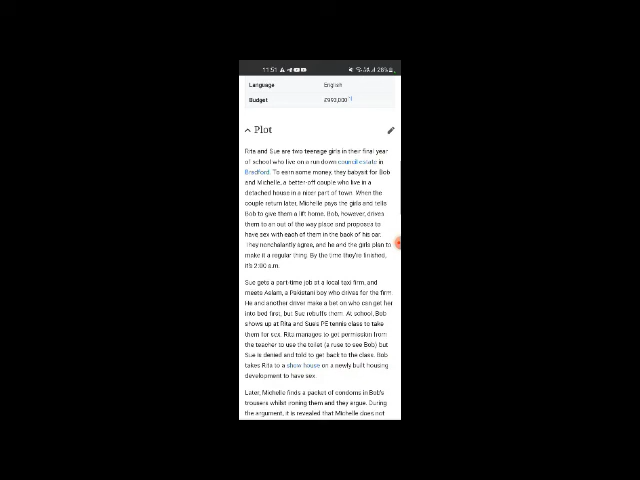 11:51
28%
Language English
Budget £993,000
Plot
Rita and Sue are two teenage girls in their final year
of school who live on a run down council estate in
Bradford. To earn some money, they babysit for Bob
and Michelle, a better-off couple who live in a
detached house in a nicer part of town. When the
couple return later, Michelle pays the girls and tells
Bob to give them a lift home. Bob, however, drives
them to an out of the way place and proposes to
have sex with each of them in the back of his car.
They nonchalantly agree, and he and the girls plan to
make it a regular thing. By the time they're finished,
it's 2:00 a.m.
Sue gets a part-time job at a local taxi firm, and
meets Aslam, a Pakistani boy who drives for the firm.
He and another driver make a bet on who can get her
into bed first, but Sue rebuffs them. At school, Bob
shows up at Rita and Sue's PE tennis class to take
them for sex. Rita manages to get permission from
the teacher to use the toilet (a ruse to see Bob) but
Sue is denied and told to get back to the class. Bob
takes Rita to a show house on a newly built housing
development to have sex.
Later, Michelle finds a packet of condoms in Bob's
trousers whilst ironing them and they argue. During
the argument, it is revealed that Michelle does not